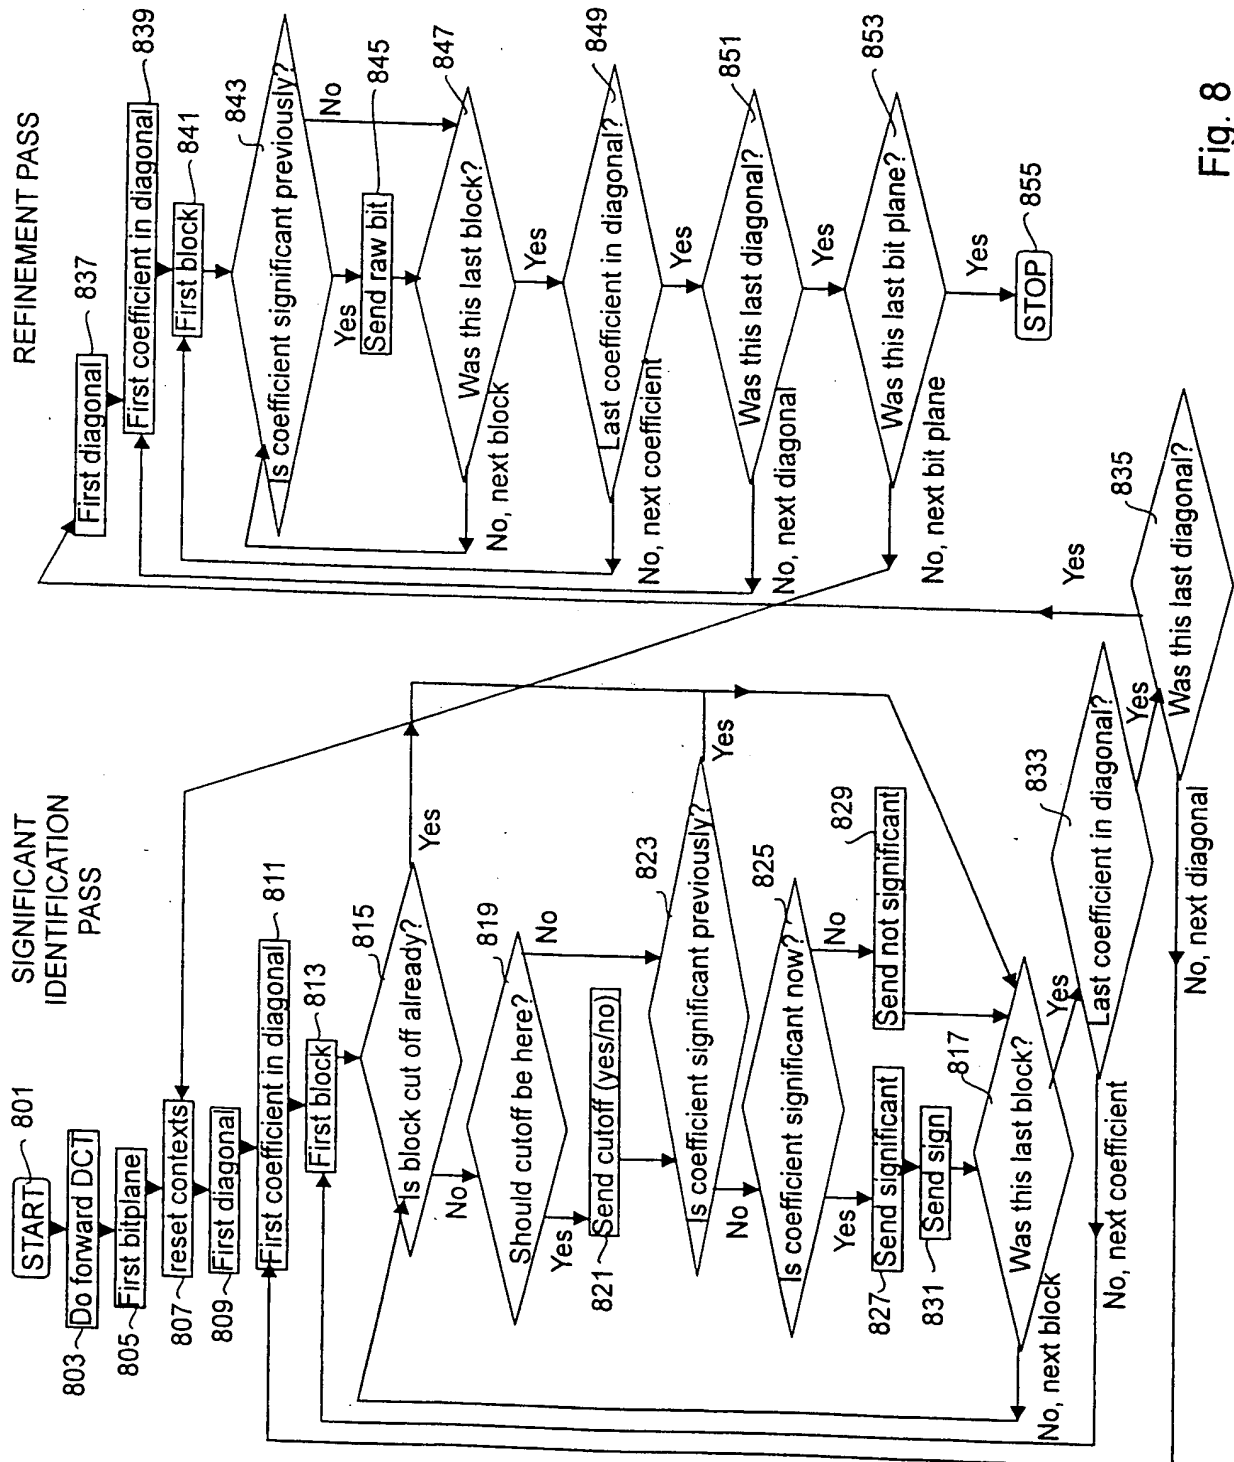 SIGNIFICANT
IDENTIFICATION
PASS
START
801
803
Do forward DCT
805
First bitplane
807
reset contexts
809
First diagonal
811
First coefficient in diagonal
813
First block
815
Is block cut off already?
Yes
No
819
Should cutoff be here?
No
Yes
821
Send cutoff (yes/no)
823
Is coefficient significant previously?
Yes
No
825
Is coefficient significant now?
No
Yes
829
Send not significant
827
Send significant
831
Send sign
817
Was this last block?
Yes
No, next block
833
Last coefficient in diagonal?
Yes
No, next coefficient
835
Was this last diagonal?
Yes
No, next diagonal
REFINEMENT PASS
837
First diagonal
839
First coefficient in diagonal
841
First block
843
Is coefficient significant previously?
No
Yes
845
Send raw bit
847
Was this last block?
Yes
No, next block
849
Last coefficient in diagonal?
Yes
No, next coefficient
851
Was this last diagonal?
Yes
No, next diagonal
853
Was this last bit plane?
Yes
No, next bit plane
855
STOP
Fig. 8